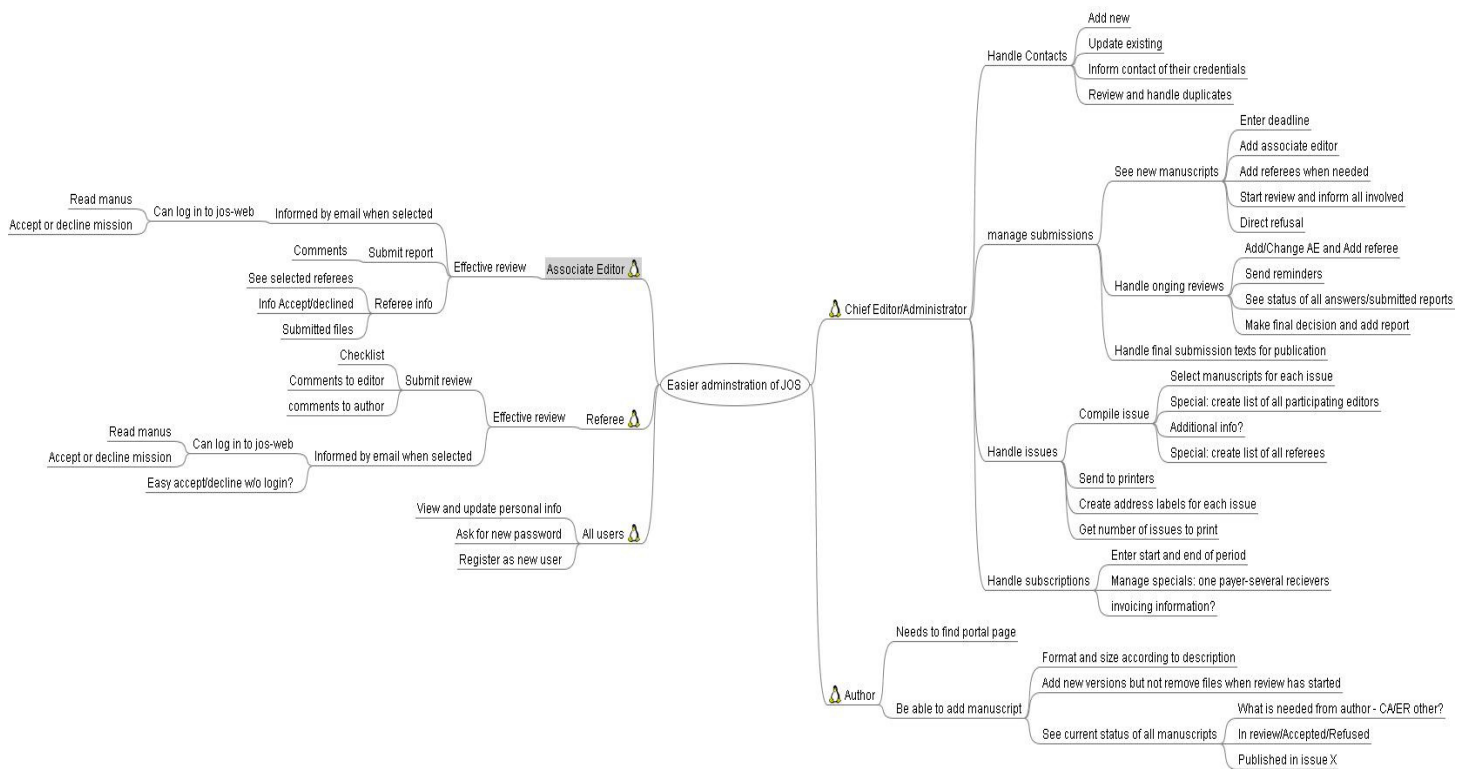 Easier adminstration of JOS
Associate Editor
Effective review
Informed by email when selected
Can log in to jos-web
Read manus
Accept or decline mission
Submit report
Comments
Referee info
See selected referees
Info Accept/declined
Submitted files
Referee
Effective review
Submit review
Checklist
Comments to editor
comments to author
Informed by email when selected
Can log in to jos-web
Read manus
Accept or decline mission
Easy accept/decline w/o login?
All users
View and update personal info
Ask for new password
Register as new user
Chief Editor/Administrator
Handle Contacts
Add new
Update existing
Inform contact of their credentials
Review and handle duplicates
manage submissions
See new manuscripts
Enter deadline
Add associate editor
Add referees when needed
Start review and inform all involved
Direct refusal
Handle onging reviews
Add/Change AE and Add referee
Send reminders
See status of all answers/submitted reports
Make final decision and add report
Handle final submission texts for publication
Handle issues
Compile issue
Select manuscripts for each issue
Special: create list of all participating editors
Additional info?
Special: create list of all referees
Send to printers
Create address labels for each issue
Get number of issues to print
Handle subscriptions
Enter start and end of period
Manage specials: one payer-several recievers
invoicing information?
Author
Needs to find portal page
Be able to add manuscript
Format and size according to description
Add new versions but not remove files when review has started
See current status of all manuscripts
What is needed from author - CA/ER other?
In review/Accepted/Refused
Published in issue X